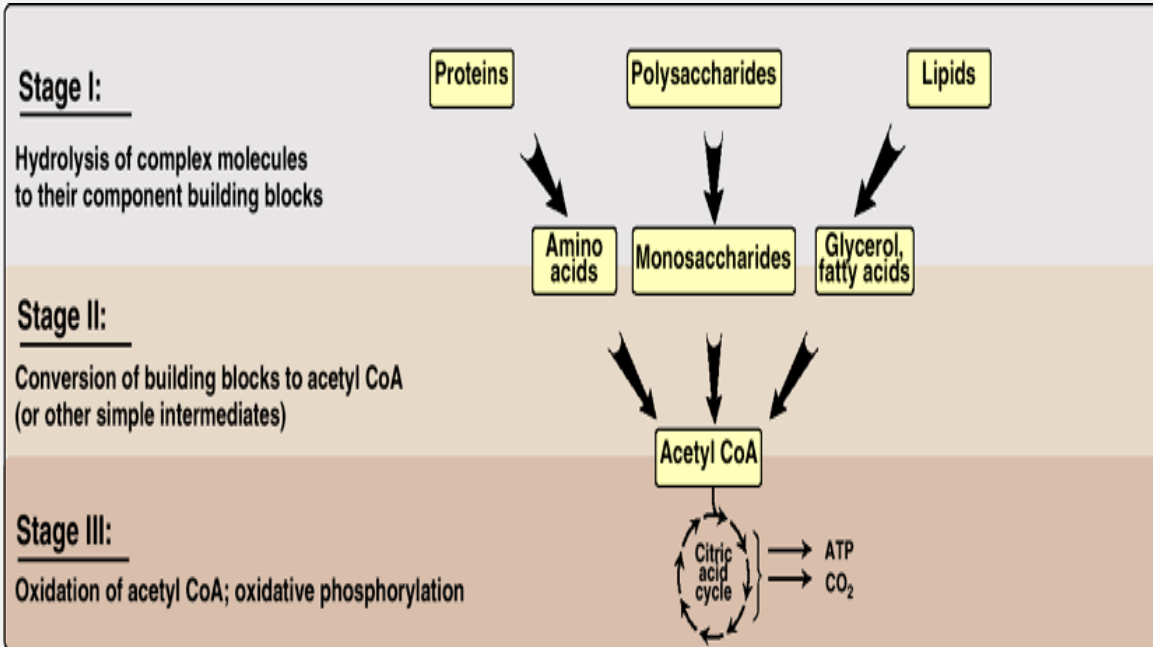 Stage I:
Hydrolysis of complex molecules
to their component building blocks
Proteins
Polysaccharides
Lipids
Amino
acids
Monosaccharides
Glycerol,
fatty acids
Stage II:
Conversion of building blocks to acetyl CoA
(or other simple intermediates)
Acetyl CoA
Stage III:
Oxidation of acetyl CoA; oxidative phosphorylation
Citric
acid
cycle
ATP
CO₂